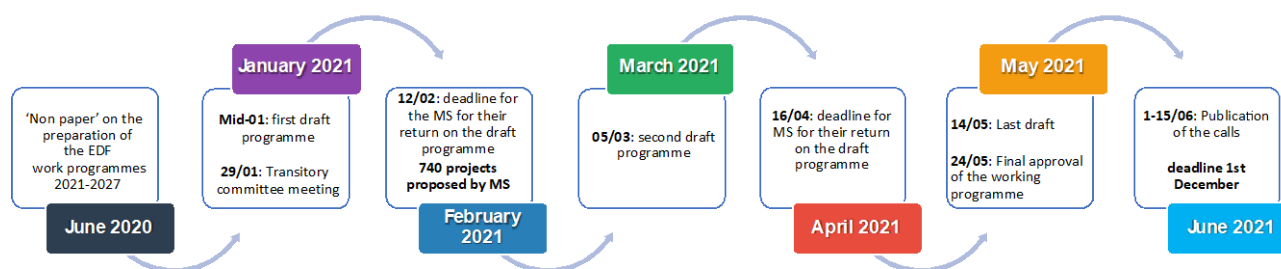 'Non paper' on the
preparation of
the EDF
work programmes
2021-2027
June 2020
January 2021
Mid-01: first draft
programme
29/01: Transitory
committee meeting
12/02: deadline for
the MS for their
return on the draft
programme
740 projects
proposed by MS
February
2021
March 2021
05/03: second draft
programme
16/04: deadline for
MS for their return
on the draft
programme
April 2021
May 2021
14/05: Last draft
24/05: Final approval
of the working
programme
1-15/06: Publication
of the calls
deadline 1st
December
June 2021